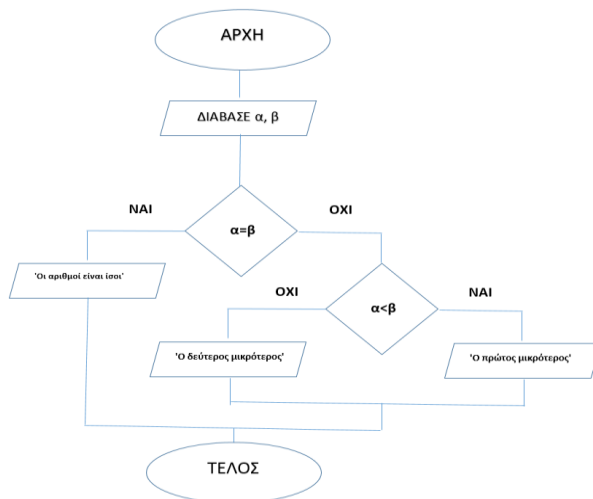 ΑΡΧΗ
ΔΙΑΒΑΣΕ α, β
ΝΑΙ
ΟΧΙ
α=β
'Οι αριθμοί είναι ίσοι'
ΟΧΙ
ΝΑΙ
α<β
'Ο δεύτερος μικρότερος'
'Ο πρώτος μικρότερος'
ΤΕΛΟΣ